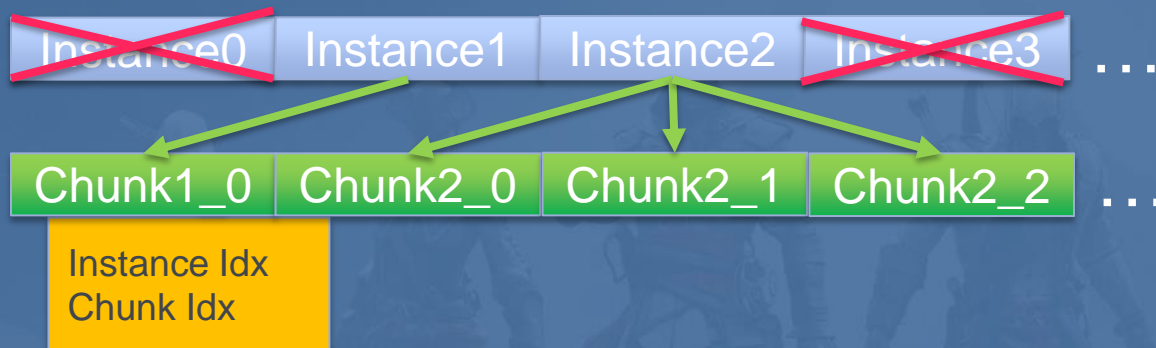 Instance0 Instance1 Instance2 Instance3 ...
Chunk1_0 Chunk2_0 Chunk2_1 Chunk2_2 ...
Instance Idx
Chunk Idx